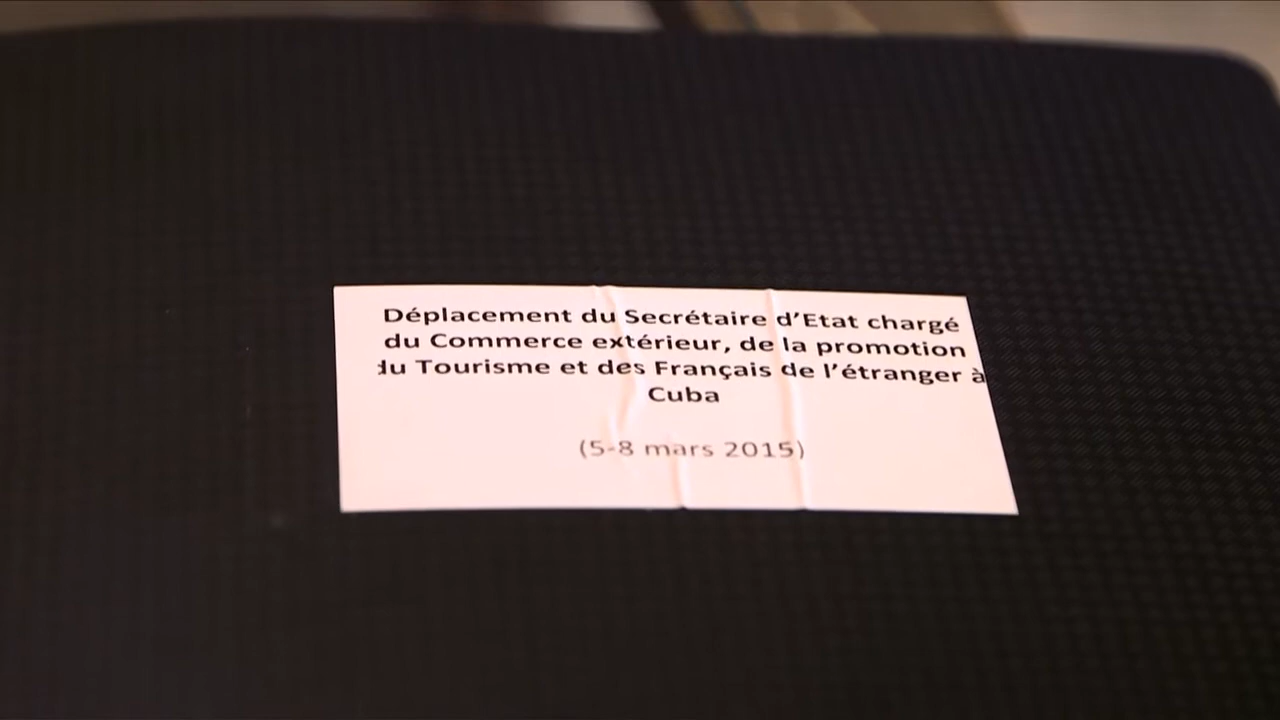 Déplacement du Secrétaire d'Etat chargé
du Commerce extérieur, de la promotion
du Tourisme et des Français de l'étranger à
Cuba
(5-8 mars 2015)